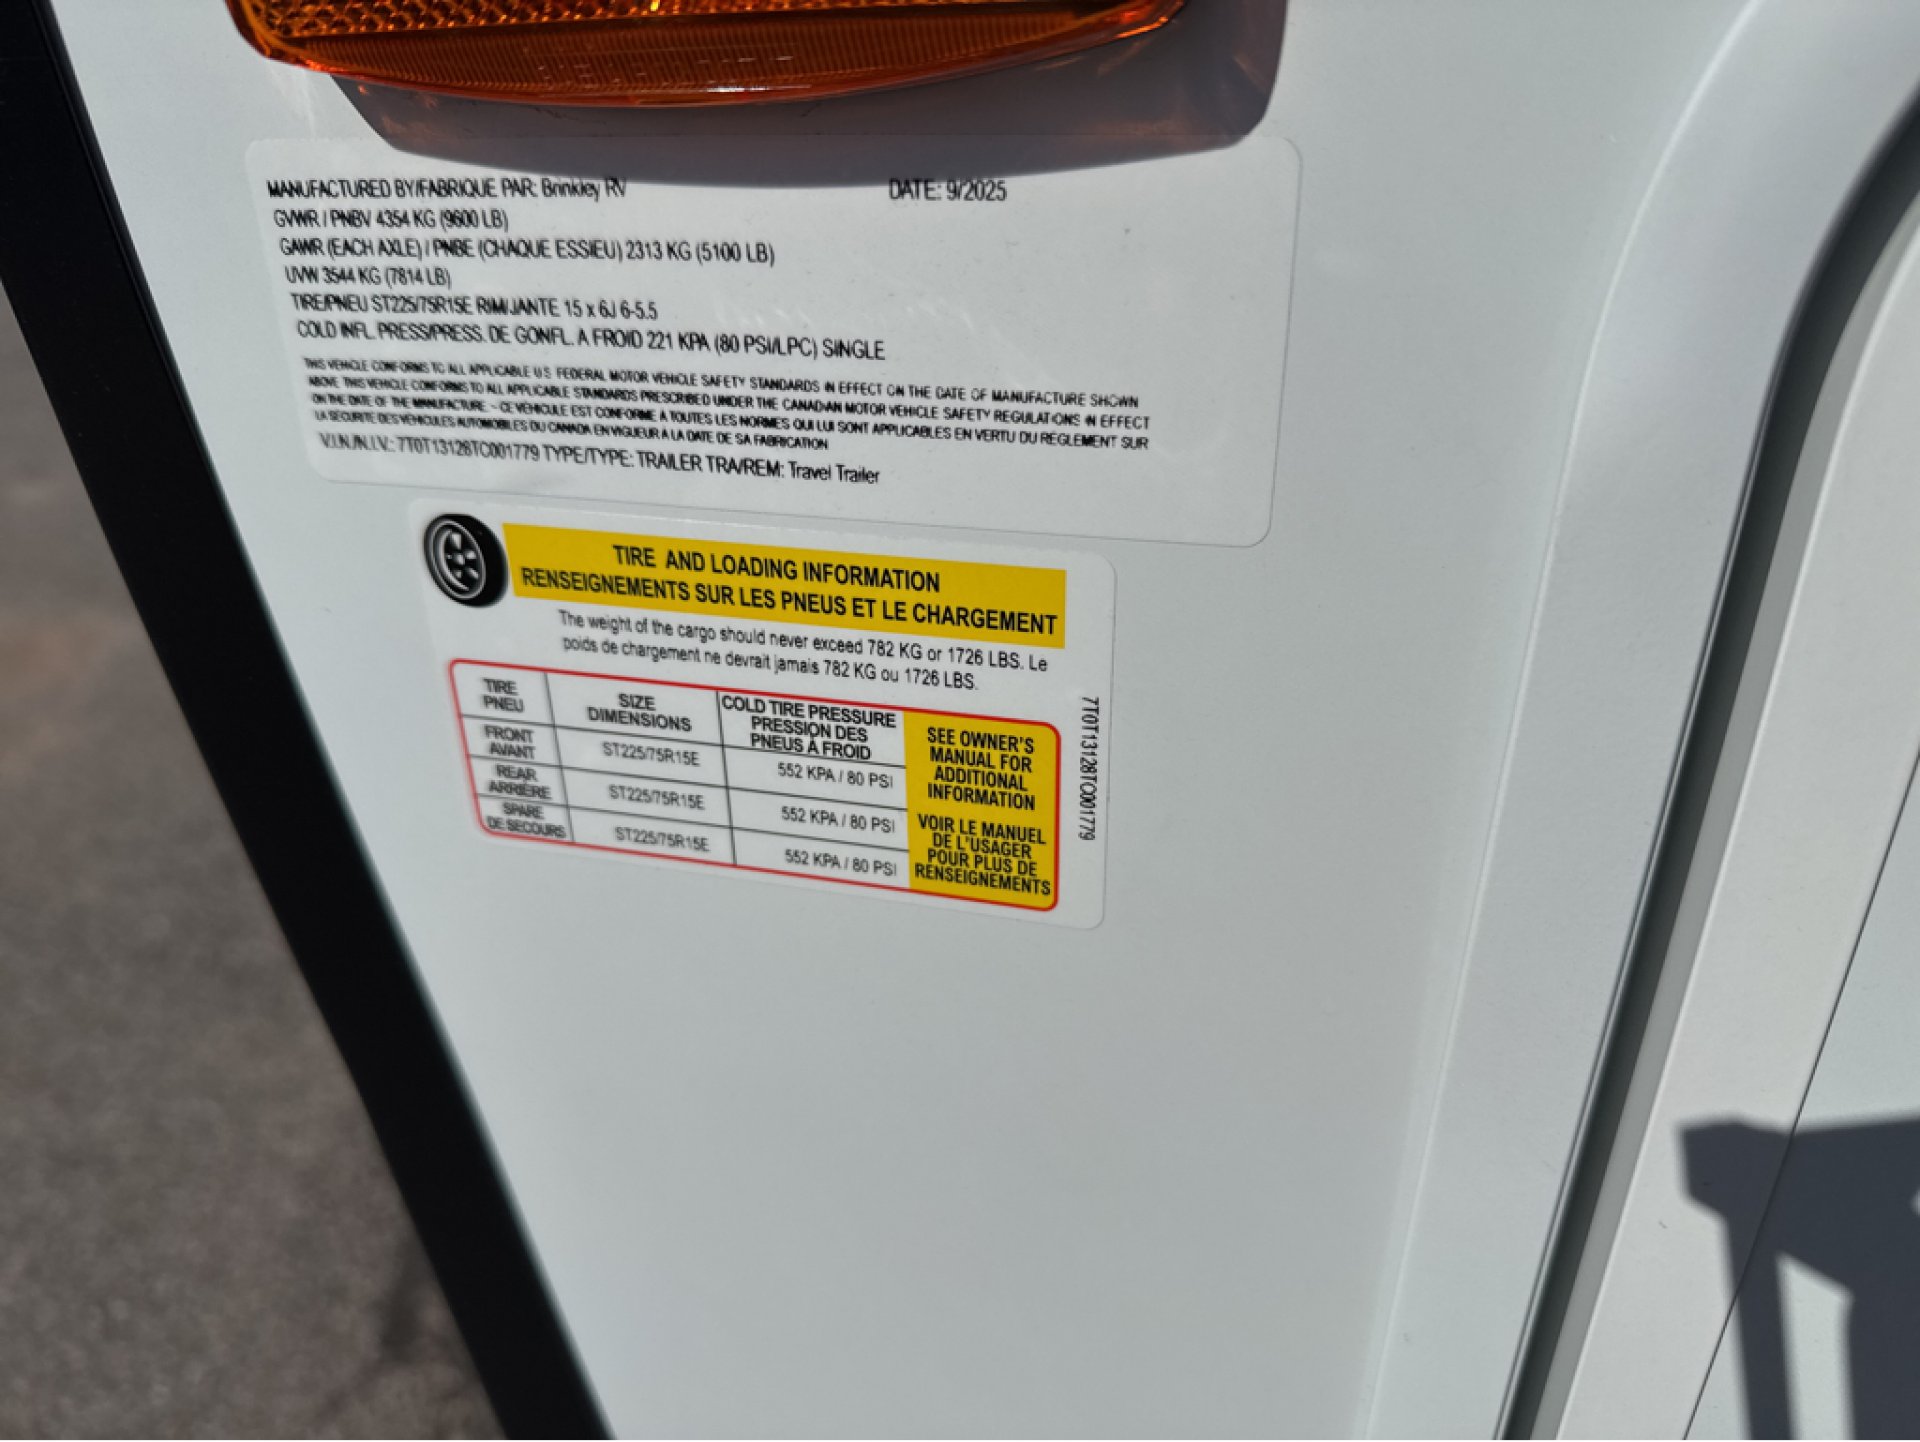 MANUFACTURED BY/FABRIQUE PAR: Brinkley RV DATE: 9/2025
GVWR / PNBV 4354 KG (9600 LB)
GAWR (EACH AXLE) / PNBE (CHAQUE ESSIEU) 2313 KG (5100 LB)
UVW 3544 KG (7814 LB)
TIRE/PNEU ST225/75R15E RIM/JANTE 15 x 6J 6-5.5
COLD INFL. PRESS/PRESS. DE GONFL. A FROID 221 KPA (80 PSI/LPC) SINGLE
THIS VEHICLE CONFORMS TO ALL APPLICABLE U.S. FEDERAL MOTOR VEHICLE SAFETY STANDARDS IN EFFECT ON THE DATE OF MANUFACTURE SHOWN
ABOVE. THIS VEHICLE CONFORMS TO ALL APPLICABLE STANDARDS PRESCRIBED UNDER THE CANADIAN MOTOR VEHICLE SAFETY REGULATIONS IN EFFECT
ON THE DATE OF THE MANUFACTURE. - CE VEHICULE EST CONFORME A TOUTES LES NORMES QUI LUI SONT APPLICABLES EN VERTU DU REGLEMENT SUR
LA SECURITE DES VEHICULES AUTOMOBILES DU CANADA EN VIGUEUR A LA DATE DE SA FABRICATION
V.I.N./N.I.V.: 7T0T13128TC001779 TYPE/TYPE: TRAILER TRA/REM: Travel Trailer
TIRE AND LOADING INFORMATION
RENSEIGNEMENTS SUR LES PNEUS ET LE CHARGEMENT
The weight of the cargo should never exceed 782 KG or 1726 LBS. Le
poids de chargement ne devrait jamais 782 KG ou 1726 LBS.
TIRE
PNEU
SIZE
DIMENSIONS
COLD TIRE PRESSURE
PRESSION DES
PNEUS À FROID
FRONT
AVANT
ST225/75R15E
552 KPA / 80 PSI
REAR
ARRIÈRE
ST225/75R15E
552 KPA / 80 PSI
SPARE
DE SECOURS
ST225/75R15E
552 KPA / 80 PSI
SEE OWNER'S
MANUAL FOR
ADDITIONAL
INFORMATION
VOIR LE MANUEL
DE L'USAGER
POUR PLUS DE
RENSEIGNEMENTS
7T0T13128TC001779